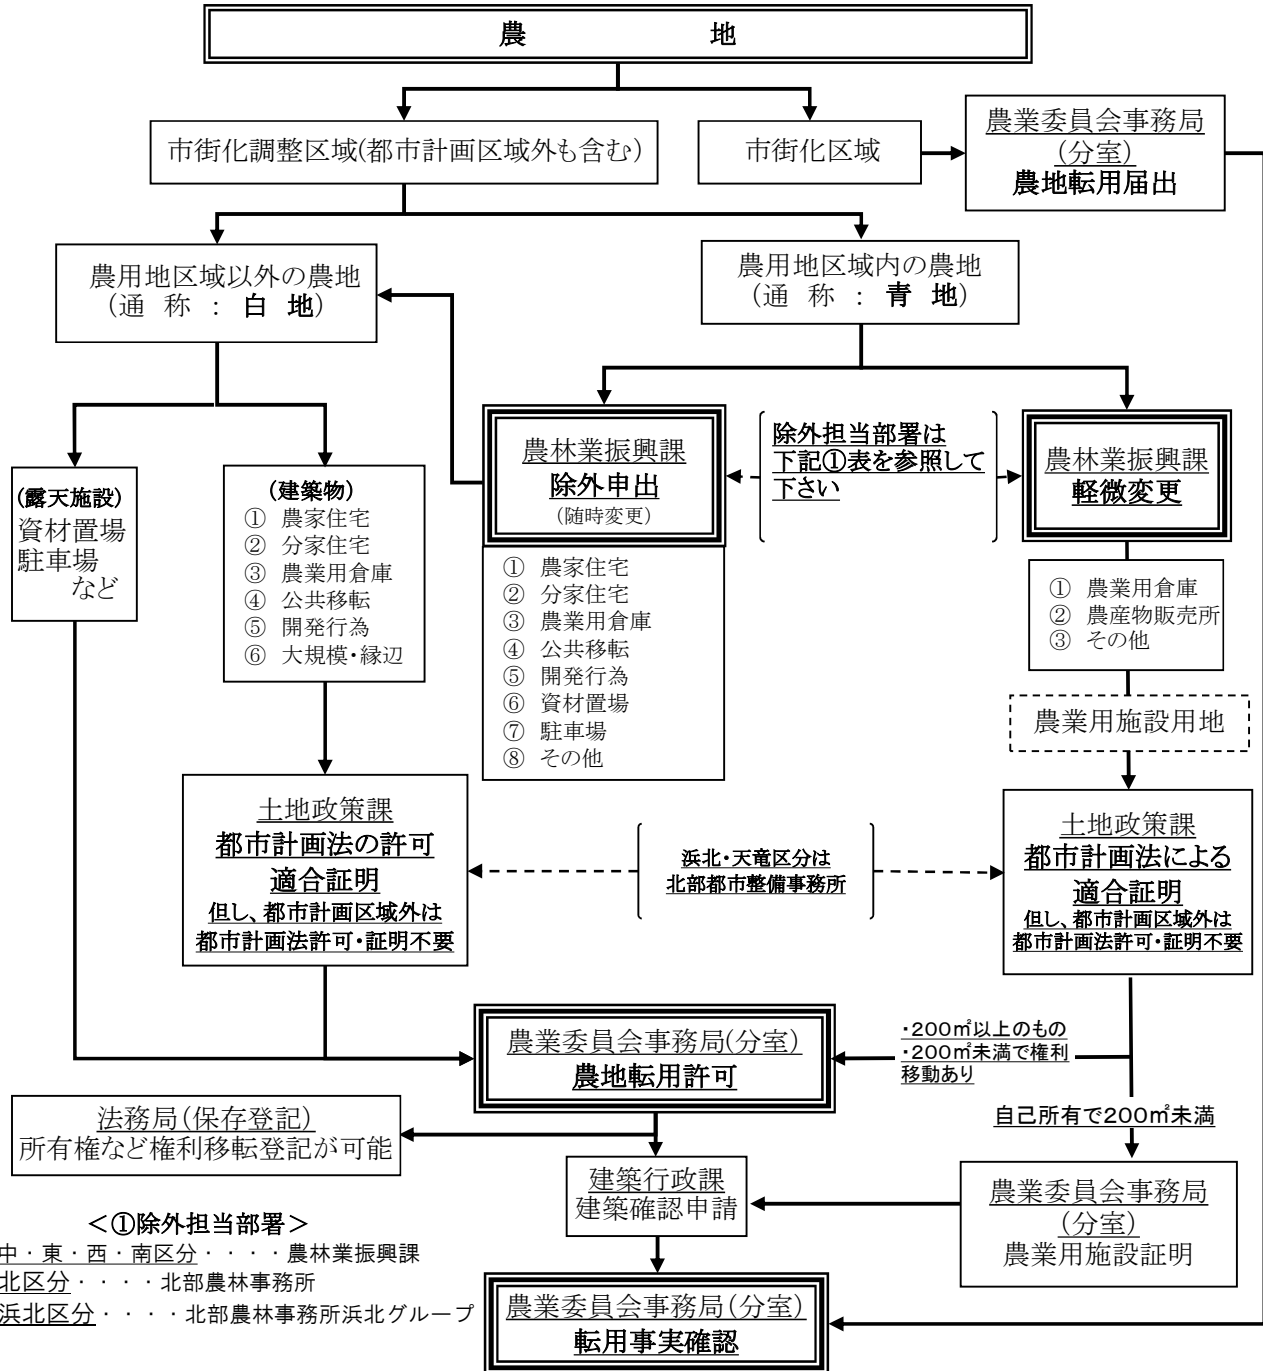 農 地
市街化調整区域(都市計画区域外も含む)
市街化区域
農業委員会事務局
(分室)
農地転用届出
農用地区域以外の農地
(通 称 : 白 地)
農用地区域内の農地
(通 称 : 青 地)
(露天施設)
資材置場
駐車場
など
(建築物)
① 農家住宅
② 分家住宅
③ 農業用倉庫
④ 公共移転
⑤ 開発行為
⑥ 大規模・縁辺
農林業振興課
除外申出
(随時変更)
① 農家住宅
② 分家住宅
③ 農業用倉庫
④ 公共移転
⑤ 開発行為
⑥ 資材置場
⑦ 駐車場
⑧ その他
除外担当部署は
下記①表を参照して
下さい
農林業振興課
軽微変更
① 農業用倉庫
② 農産物販売所
③ その他
農業用施設用地
土地政策課
都市計画法の許可
適合証明
但し、都市計画区域外は
都市計画法許可・証明不要
浜北・天竜区分は
北部都市整備事務所
土地政策課
都市計画法による
適合証明
但し、都市計画区域外は
都市計画法許可・証明不要
農業委員会事務局(分室)
農地転用許可
・200㎡以上のもの
・200㎡未満で権利
移動あり
自己所有で200㎡未満
法務局(保存登記)
所有権など権利移転登記が可能
建築行政課
建築確認申請
農業委員会事務局
(分室)
農業用施設証明
<①除外担当部署>
中・東・西・南区分・・・・農林業振興課
北区分・・・・北部農林事務所
浜北区分・・・・北部農林事務所浜北グループ
農業委員会事務局(分室)
転用事実確認